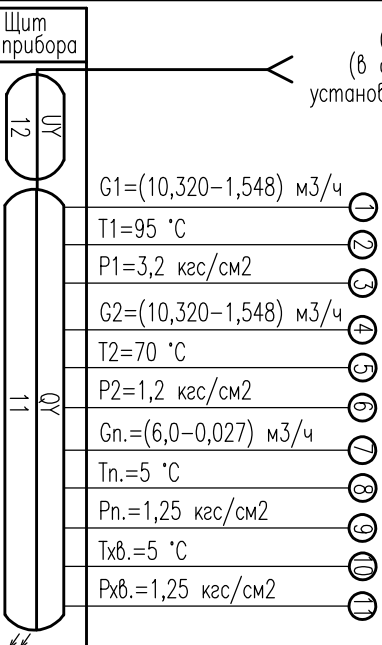 Щит
прибора
(в
установ
UY
12
G1=(10,320-1,548) м3/ч
1
T1=95 °C
2
P1=3,2 кгс/см2
3
G2=(10,320-1,548) м3/ч
4
T2=70 °C
5
P2=1,2 кгс/см2
6
QY
11
Gп.=(6,0-0,027) м3/ч
7
Tп.=5 °C
8
Pп.=1,25 кгс/см2
9
Tхв.=5 °C
10
Pхв.=1,25 кгс/см2
11